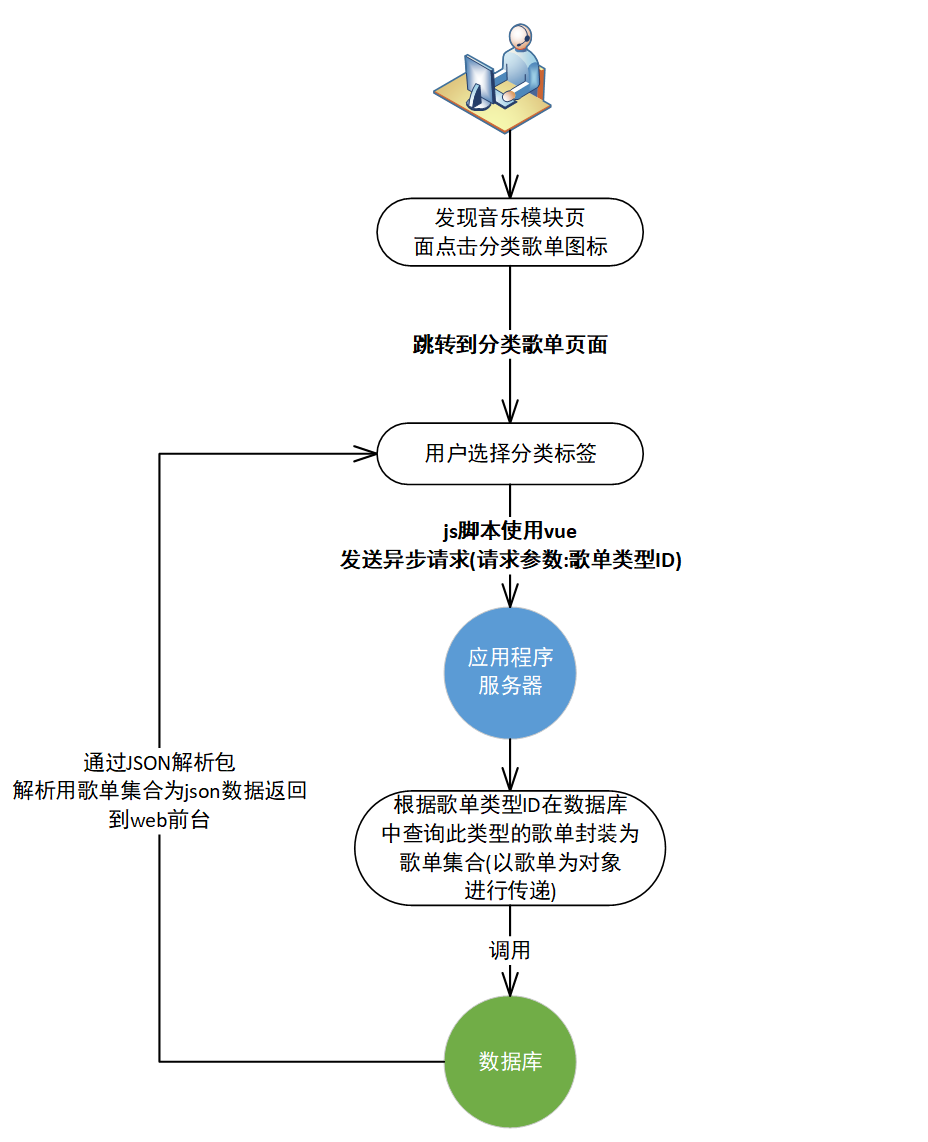 发现音乐模块页
面点击分类歌单图标
跳转到分类歌单页面
用户选择分类标签
js脚本使用vue
发送异步请求(请求参数:歌单类型ID)
应用程序
服务器
通过JSON解析包
解析用歌单集合为json数据返回
到web前台
根据歌单类型ID在数据库
中查询此类型的歌单封装为
歌单集合(以歌单为对象
进行传递)
调用
数据库